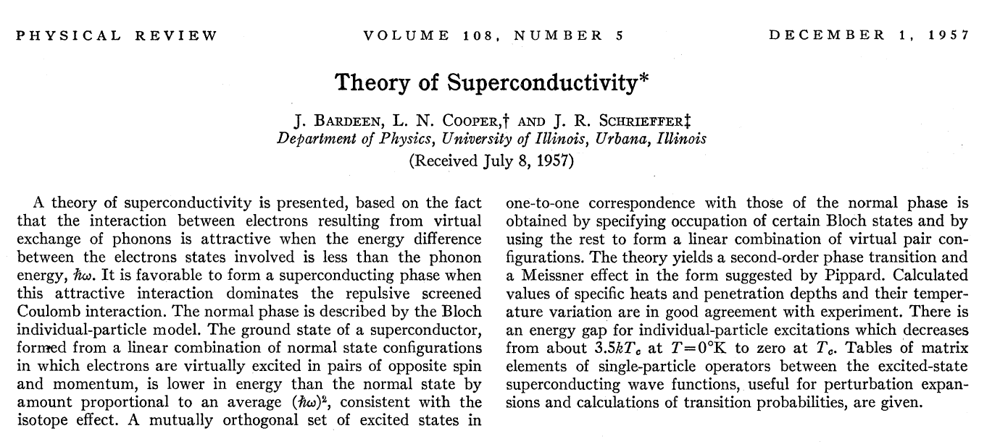 PHYSICAL REVIEW VOLUME 108, NUMBER 5 DECEMBER 1, 1957
Theory of Superconductivity*
J. BARDEEN, L. N. COOPER,† AND J. R. SCHRIEFFER‡
Department of Physics, University of Illinois, Urbana, Illinois
(Received July 8, 1957)
A theory of superconductivity is presented, based on the fact
that the interaction between electrons resulting from virtual
exchange of phonons is attractive when the energy difference
between the electrons states involved is less than the phonon
energy, ℏω. It is favorable to form a superconducting phase when
this attractive interaction dominates the repulsive screened
Coulomb interaction. The normal phase is described by the Bloch
individual-particle model. The ground state of a superconductor,
formed from a linear combination of normal state configurations
in which electrons are virtually excited in pairs of opposite spin
and momentum, is lower in energy than the normal state by
amount proportional to an average (ℏω)², consistent with the
isotope effect. A mutually orthogonal set of excited states in
one-to-one correspondence with those of the normal phase is
obtained by specifying occupation of certain Bloch states and by
using the rest to form a linear combination of virtual pair con-
figurations. The theory yields a second-order phase transition and
a Meissner effect in the form suggested by Pippard. Calculated
values of specific heats and penetration depths and their temper-
ature variation are in good agreement with experiment. There is
an energy gap for individual-particle excitations which decreases
from about 3.5kTc at T=0°K to zero at Tc. Tables of matrix
elements of single-particle operators between the excited-state
superconducting wave functions, useful for perturbation expan-
sions and calculations of transition probabilities, are given.